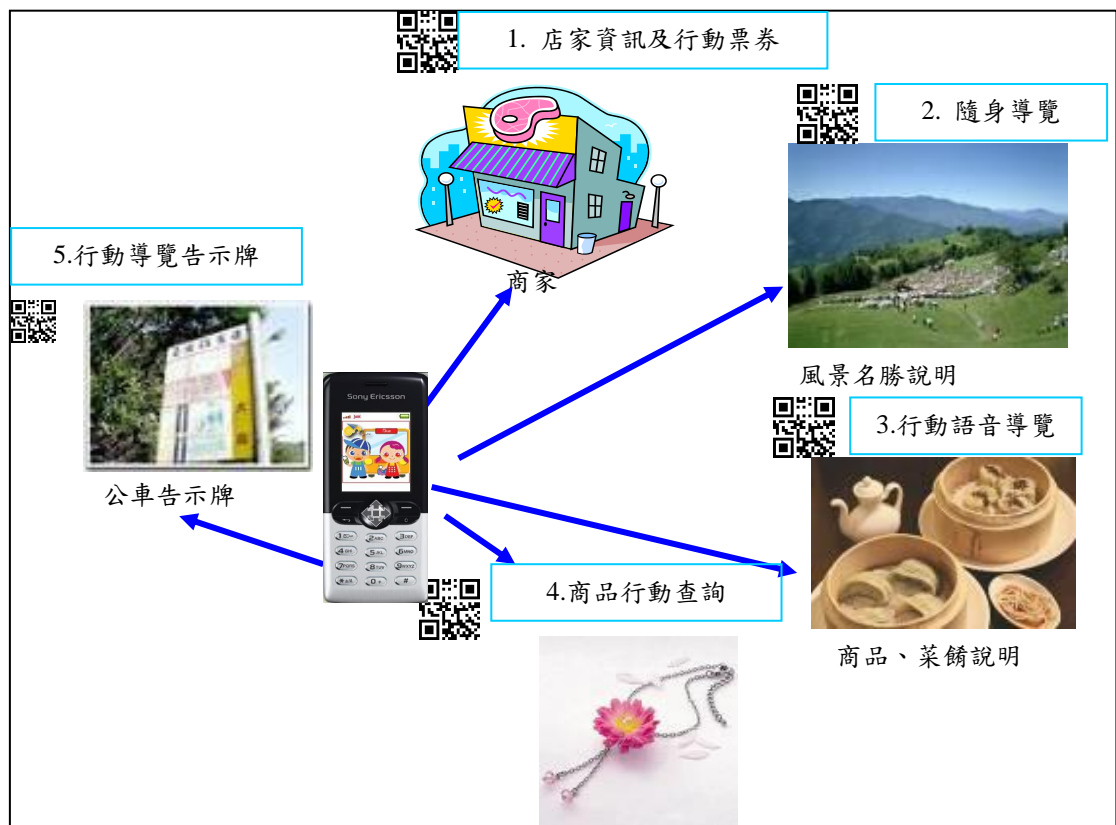 1. 店家資訊及行動票券
2. 隨身導覽
商家
5.行動導覽告示牌
風景名勝說明
Sony Ericsson
3.行動語音導覽
公車告示牌
4.商品行動查詢
商品、菜餚說明